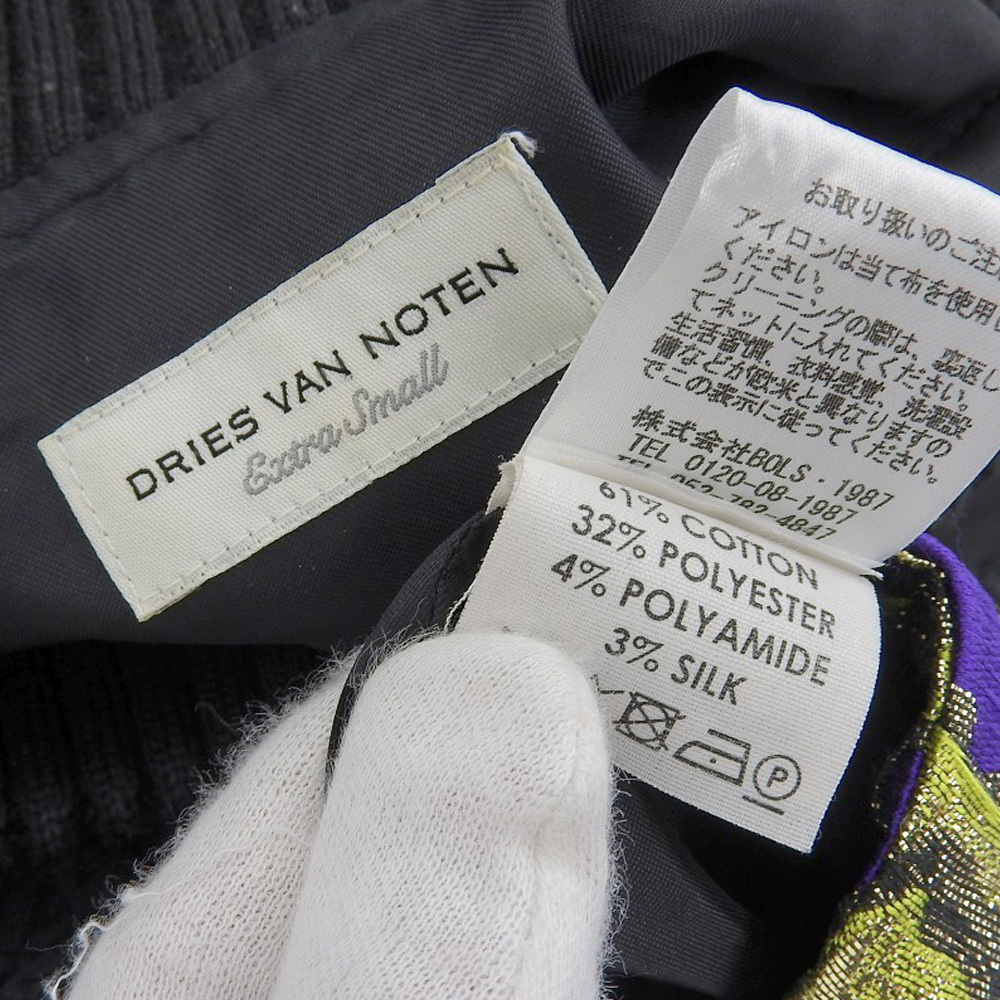 DRIES VAN NOTEN
Extra Small
お取り扱いのご注
アイロンは当て布を使用し
ください。
クリーニングの際は、裏返し
てネットに入れてください。
生活習慣、衣料感覚、洗濯設
備などが欧米と異なりますの
でこの表示に従ってください。
株式会社BOLS・1987
TEL 0120-08-1987
TEL 052-782-4847
61% COTTON
32% POLYESTER
4% POLYAMIDE
3% SILK
P